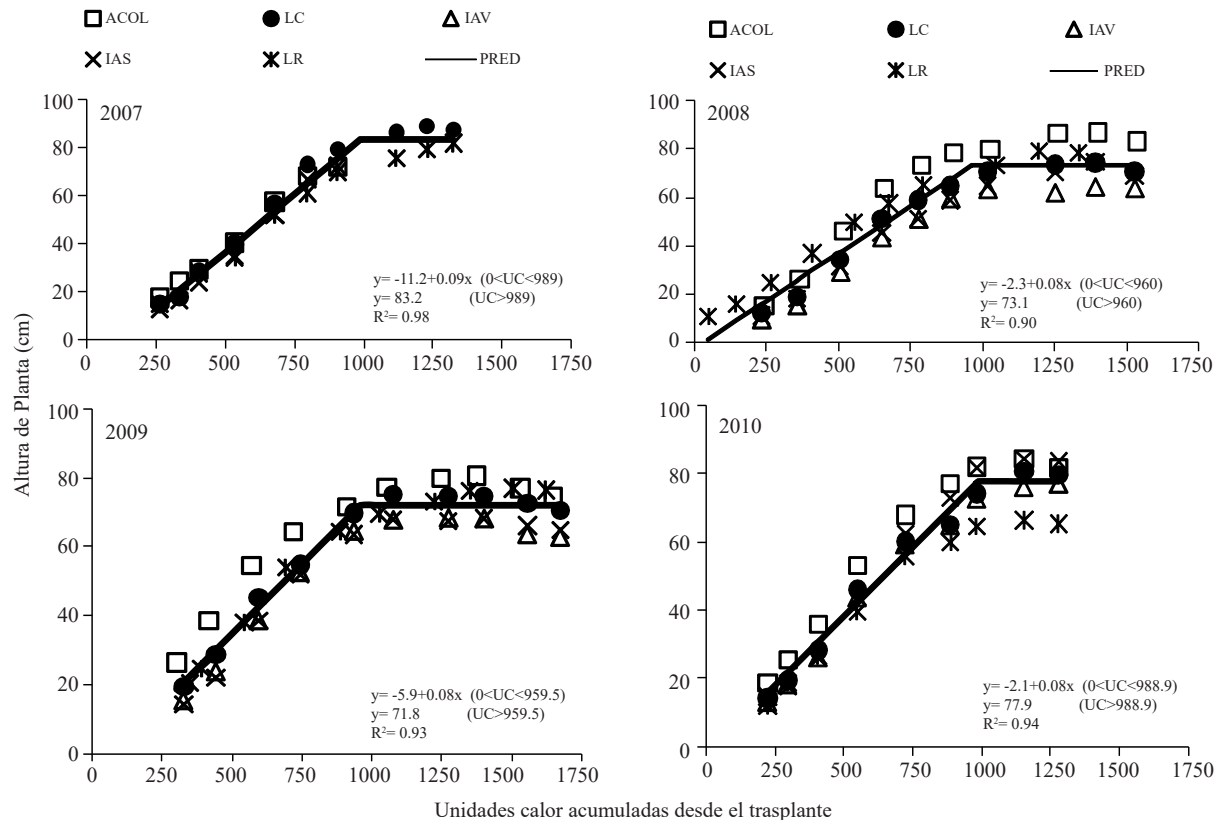 ACOL LC IAV
IAS LR PRED
ACOL LC IAV
IAS LR PRED
Altura de Planta (cm)
2007
100
80
60
40
20
0
0 250 500 750 1000 1250 1500 1750
y= -11.2+0.09x (0<UC<989)
y= 83.2 (UC>989)
R²= 0.98
2008
100
80
60
40
20
0
0 250 500 750 1000 1250 1500 1750
y= -2.3+0.08x (0<UC<960)
y= 73.1 (UC>960)
R²= 0.90
2009
100
80
60
40
20
0
0 250 500 750 1000 1250 1500 1750
y= -5.9+0.08x (0<UC<959.5)
y= 71.8 (UC>959.5)
R²= 0.93
2010
100
80
60
40
20
0
0 250 500 750 1000 1250 1500 1750
y= -2.1+0.08x (0<UC<988.9)
y= 77.9 (UC>988.9)
R²= 0.94
Unidades calor acumuladas desde el trasplante